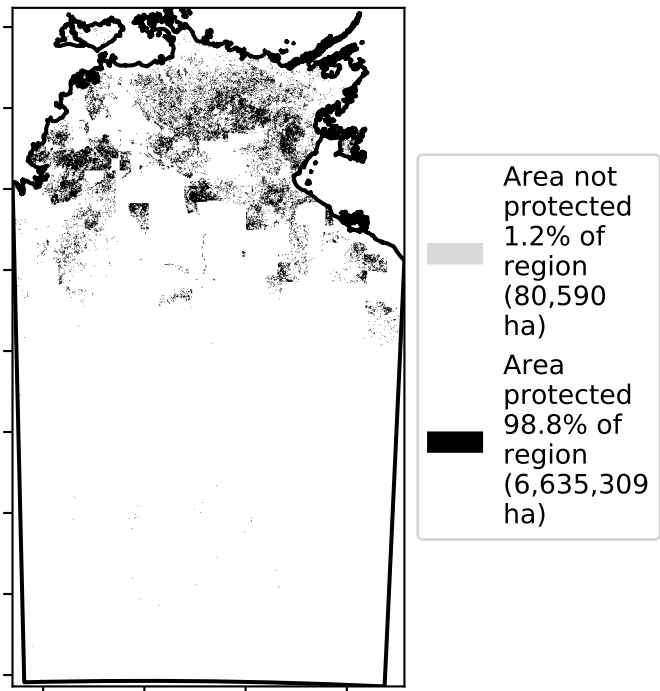 Area not
protected
1.2% of
region
(80,590
ha)
Area
protected
98.8% of
region
(6,635,309
ha)